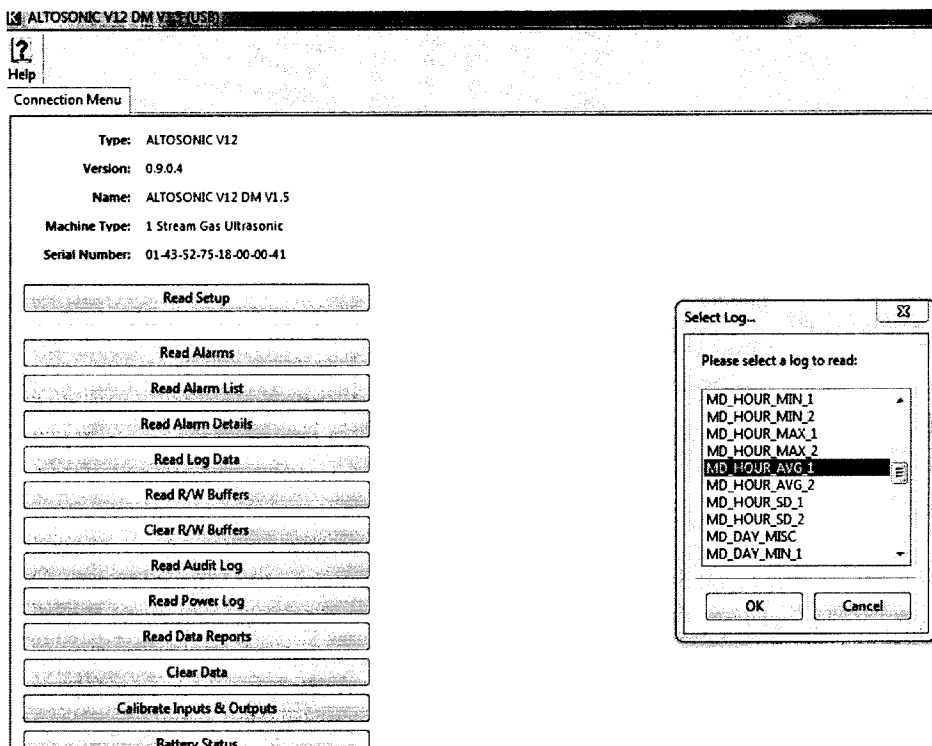 ALTOSONIC V12 DM V1.5 (USB)
Help
Connection Menu
Type: ALTOSONIC V12
Version: 0.9.0.4
Name: ALTOSONIC V12 DM V1.5
Machine Type: 1 Stream Gas Ultrasonic
Serial Number: 01-43-52-75-18-00-00-41
Read Setup
Read Alarms
Read Alarm List
Read Alarm Details
Read Log Data
Read R/W Buffers
Clear R/W Buffers
Read Audit Log
Read Power Log
Read Data Reports
Clear Data
Calibrate Inputs & Outputs
Battery Status
Select Log...
Please select a log to read:
MD_HOUR_MIN_1
MD_HOUR_MIN_2
MD_HOUR_MAX_1
MD_HOUR_MAX_2
MD_HOUR_AVG_1
MD_HOUR_AVG_2
MD_HOUR_SD_1
MD_HOUR_SD_2
MD_DAY_MISC
MD_DAY_MIN_1
OK Cancel